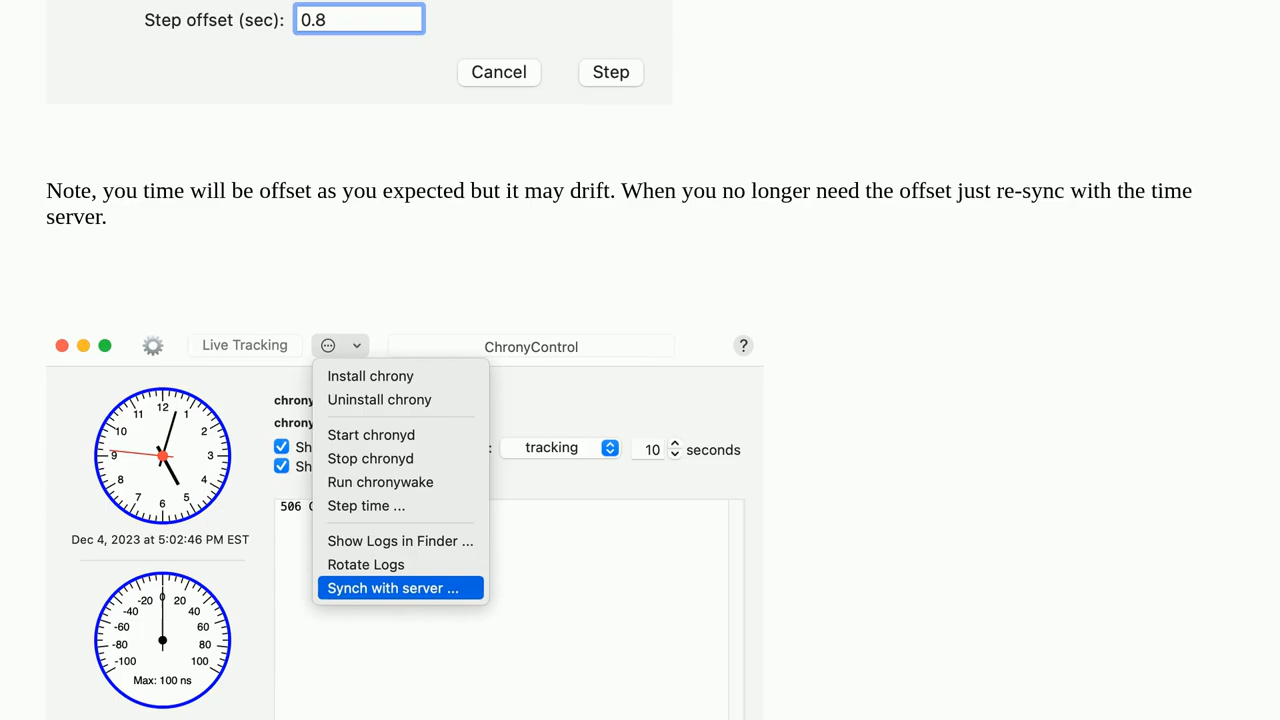 Step offset (sec): 0.8
Cancel Step
Note, you time will be offset as you expected but it may drift. When you no longer need the offset just re-sync with the time
server.
Live Tracking ChronyControl ?
Install chrony
Uninstall chrony
Start chronyd
Stop chronyd
Run chronywake
Step time ...
Show Logs in Finder ...
Rotate Logs
Synch with server ...
chrony
chrony
Sh : tracking 10 seconds
Sh
506
12
1
2
3
4
5
6
7
8
9
10
11
Dec 4, 2023 at 5:02:46 PM EST
-20 0 20
-40 40
-60 60
-80 80
-100 100
Max: 100 ns